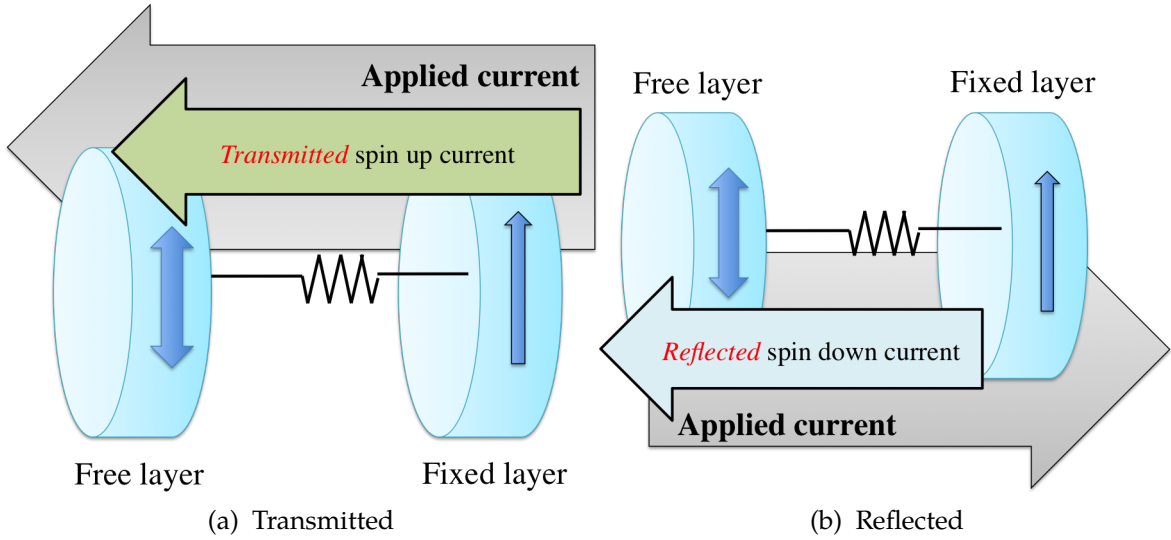 Applied current
Transmitted spin up current
Free layer
Fixed layer
(a) Transmitted
Free layer
Fixed layer
Reflected spin down current
Applied current
(b) Reflected